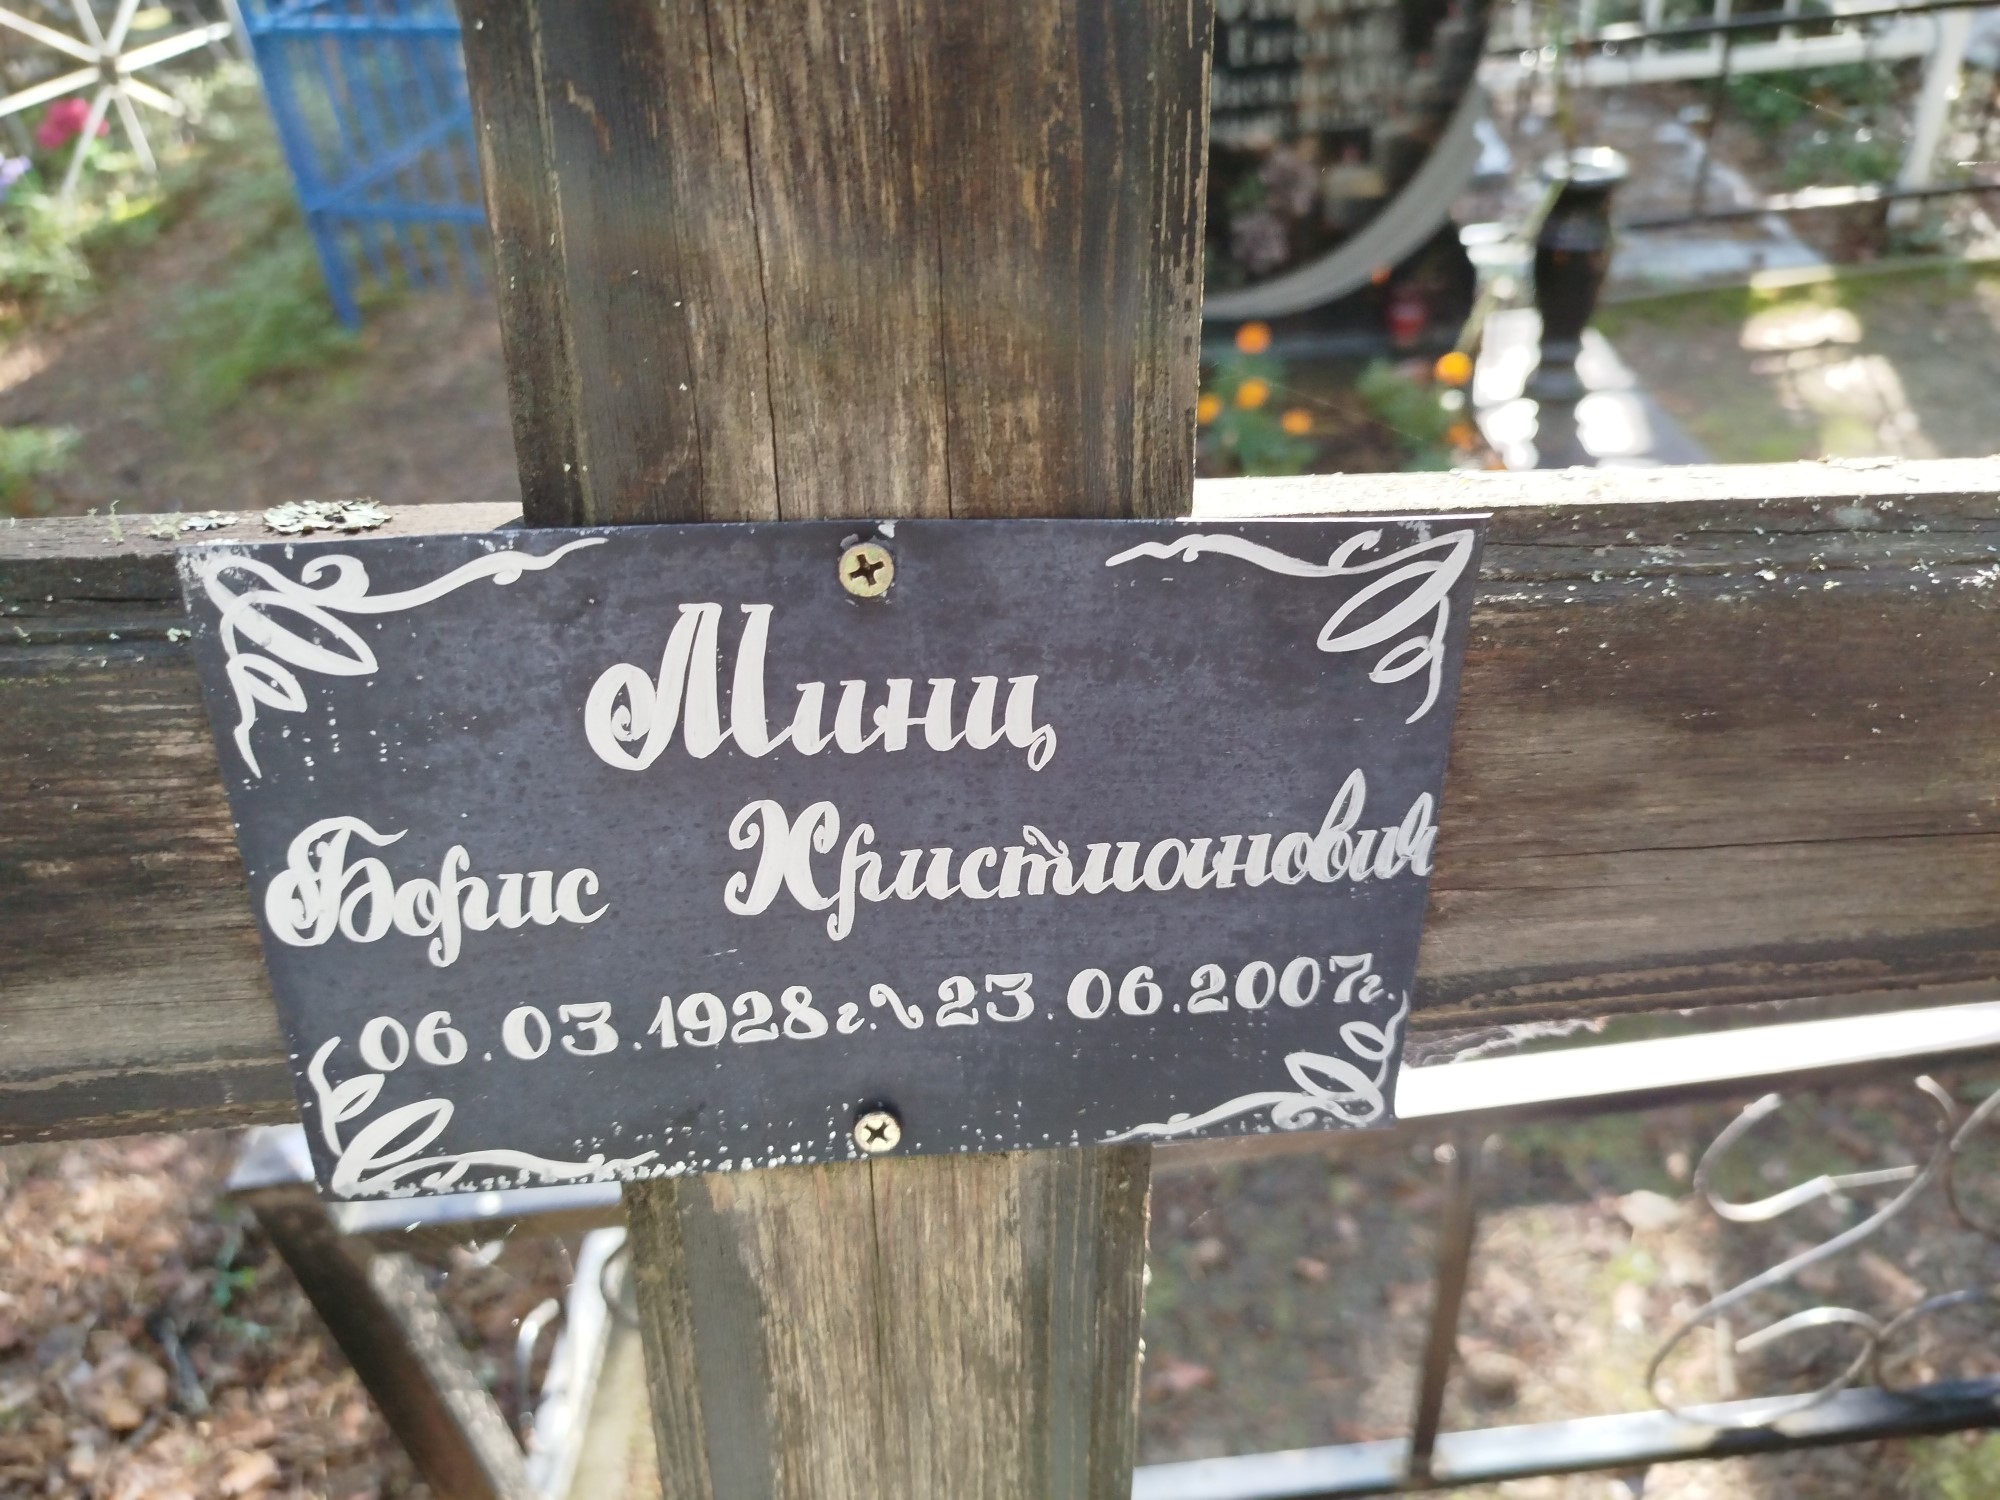 Минц
Борис Христианович
06.03.1928г. \ 23.06.2007г.